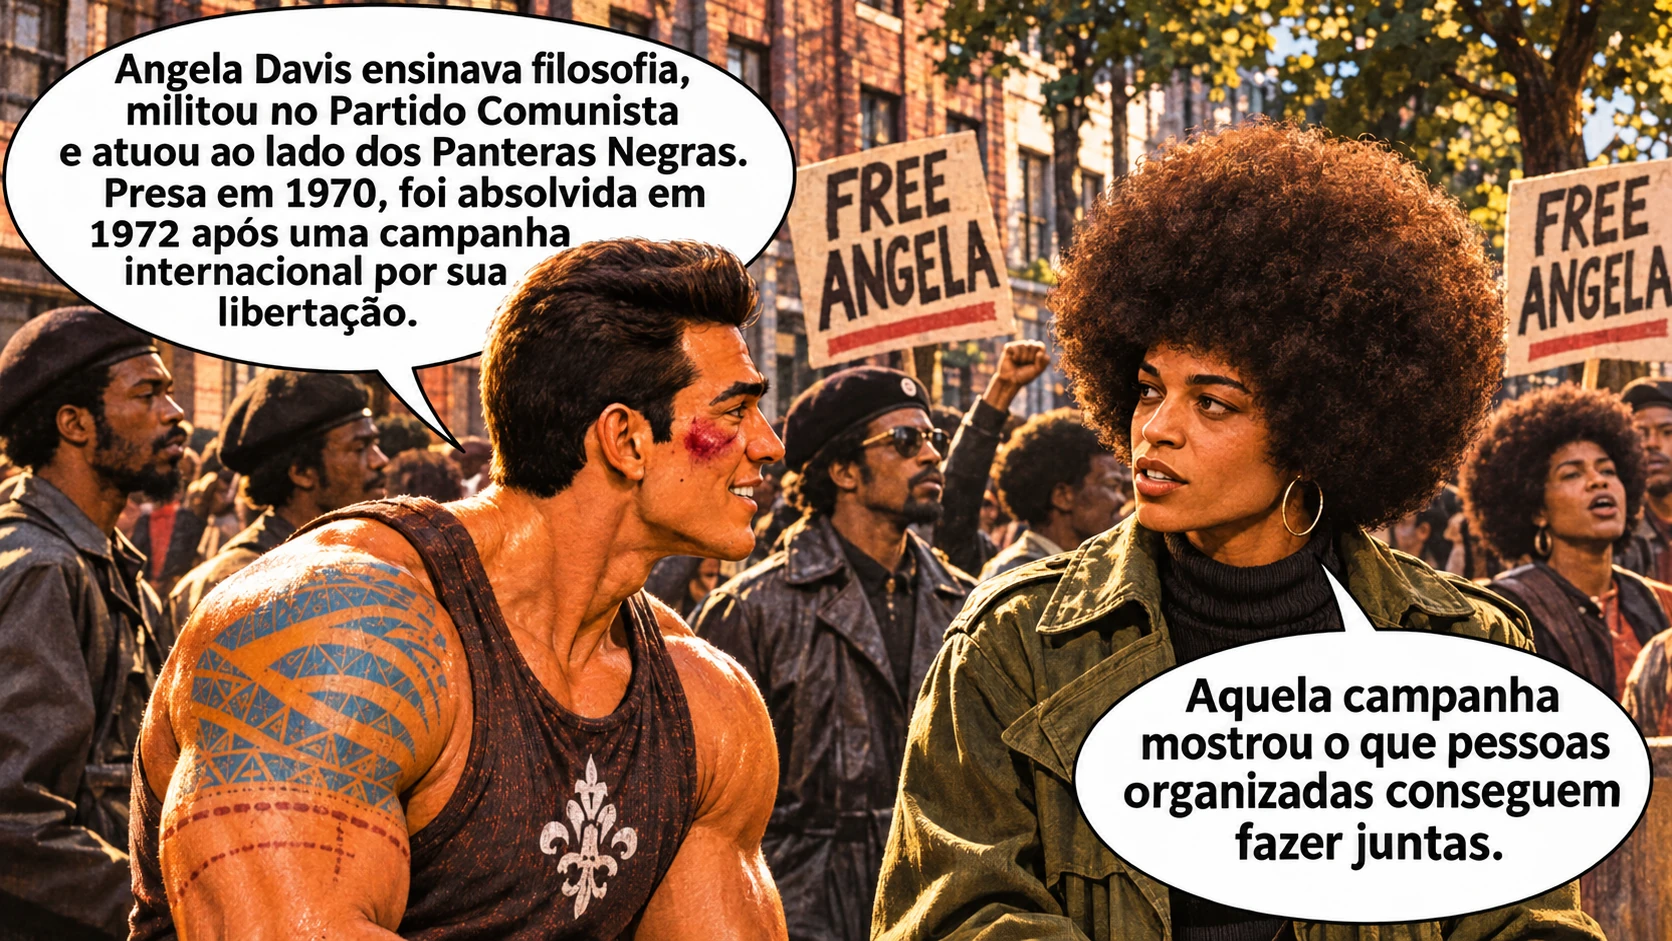 Angela Davis ensinava filosofia,
militou no Partido Comunista
e atuou ao lado dos Panteras Negras.
Presa em 1970, foi absolvida em
1972 após uma campanha
internacional por sua
libertação.
FREE
ANGELA
FREE
ANGELA
Aquela campanha
mostrou o que pessoas
organizadas conseguem
fazer juntas.